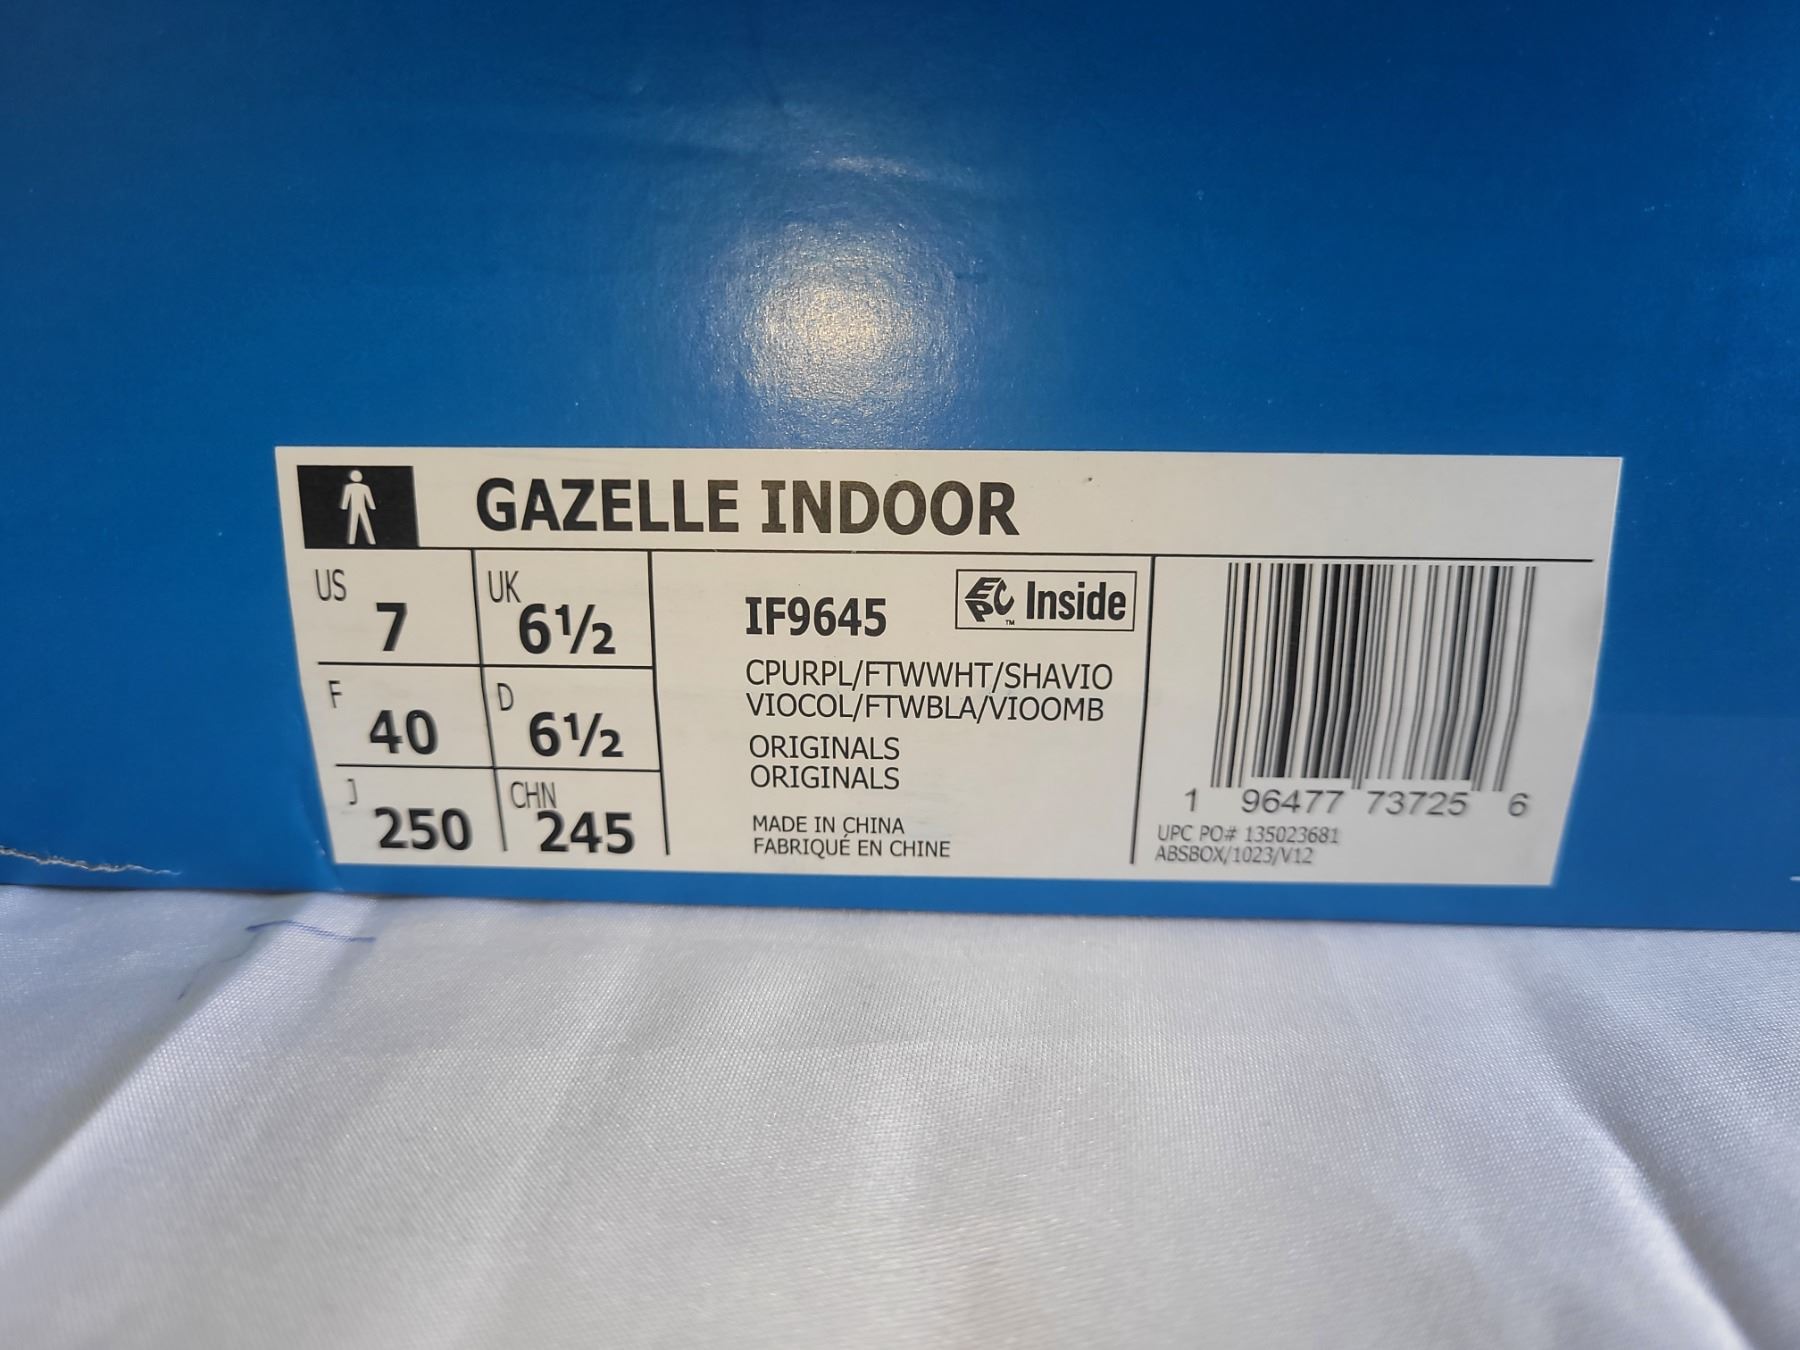 GAZELLE INDOOR
US 7 UK 6½
F 40 D 6½
J 250 CHN 245
IF9645
EPC™ Inside
CPURPL/FTWWHT/SHAVIO
VIOCOL/FTWBLA/VIOOMB
ORIGINALS
ORIGINALS
MADE IN CHINA
FABRIQUÉ EN CHINE
1 96477 73725 6
UPC PO# 135023681
ABSBOX/1023/V12